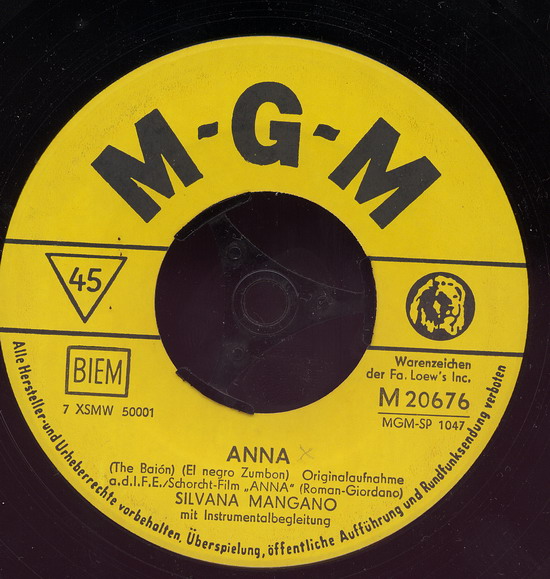 M-G-M
45
BIEM
7 XSMW 50001
Warenzeichen
der Fa. Loew's Inc.
M 20676
MGM-SP 1047
ANNA
(The Baión) (El negro Zumbon) Originalaufnahme
a.d.I.F.E./Schorcht-Film „ANNA" (Roman-Giordano)
SILVANA MANGANO
mit Instrumentalbegleitung
Alle Hersteller-und Urheberrechte vorbehalten. Überspielung, öffentliche Aufführung und Rundfunksendung verboten